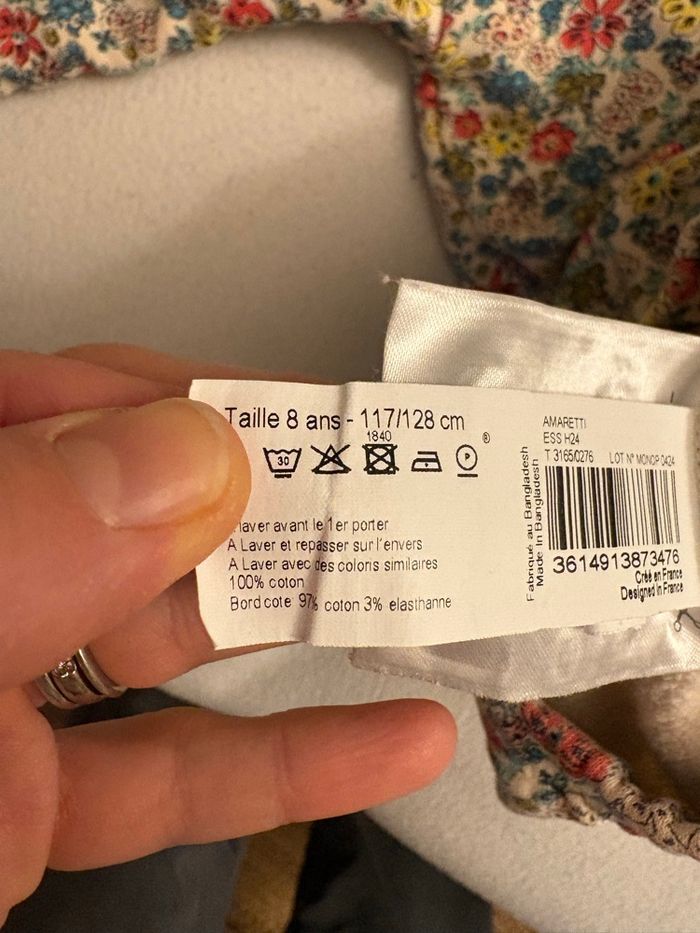 Taille 8 ans - 117/128 cm
1840
30
P
®
laver avant le 1er porter
A Laver et repasser sur l'envers
A Laver avec des coloris similaires
100% coton
Bord cote 97% coton 3% elasthanne
Fabriqué au Bangladesh
Made In Bangladesh
AMARETTI
ESS H24
T 3165/0276 LOT N° MONOP 0424
3614913873476
Créé en France
Designed In France